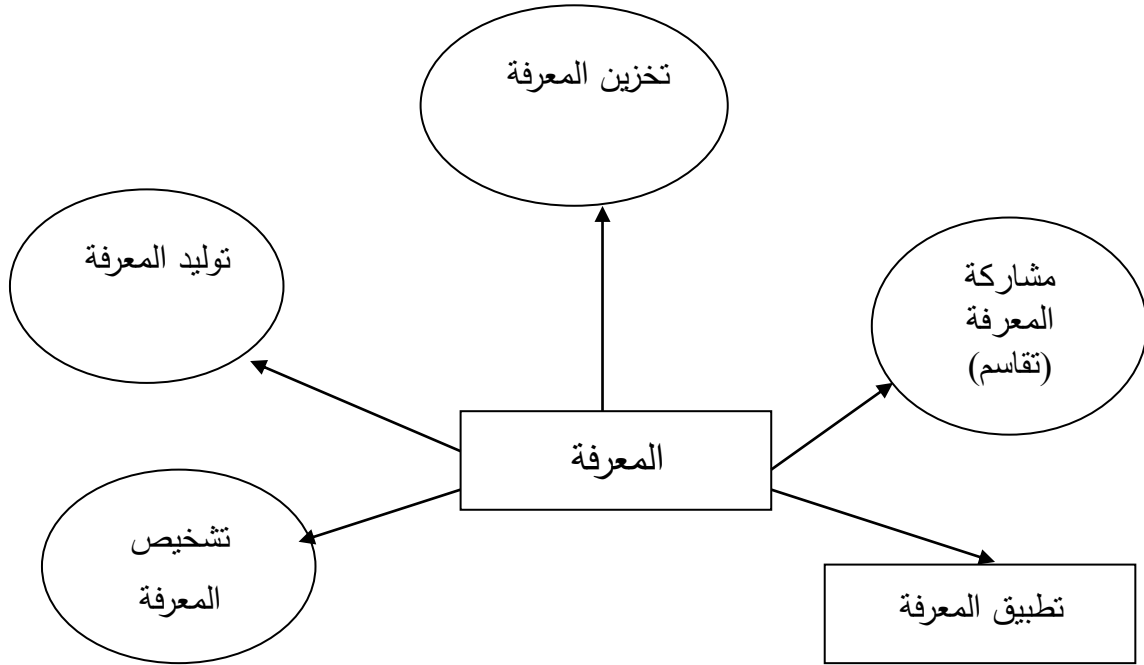 تخزين المعرفة
توليد المعرفة
مشاركة
المعرفة
(تقاسم)
المعرفة
تشخيص
المعرفة
تطبيق المعرفة